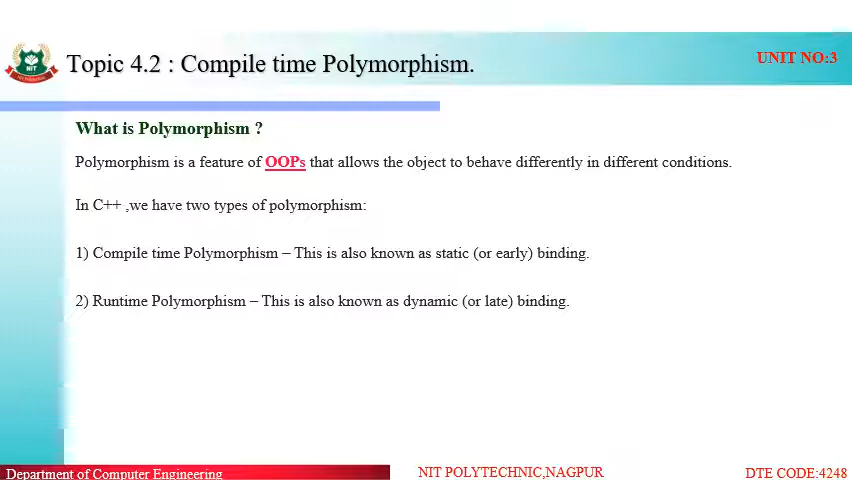 Topic 4.2 : Compile time Polymorphism.
UNIT NO:3
NIT
What is Polymorphism ?
Polymorphism is a feature of OOPs that allows the object to behave differently in different conditions.
In C++ ,we have two types of polymorphism:
1) Compile time Polymorphism – This is also known as static (or early) binding.
2) Runtime Polymorphism – This is also known as dynamic (or late) binding.
Department of Computer Engineering
NIT POLYTECHNIC,NAGPUR
DTE CODE:4248